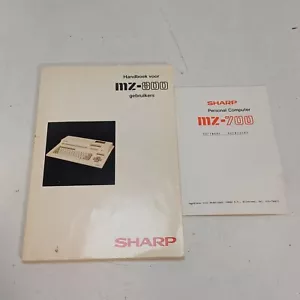 Handboek voor
mz-800
gebruikers
SHARP
SHARP
Personal Computer
mz-700